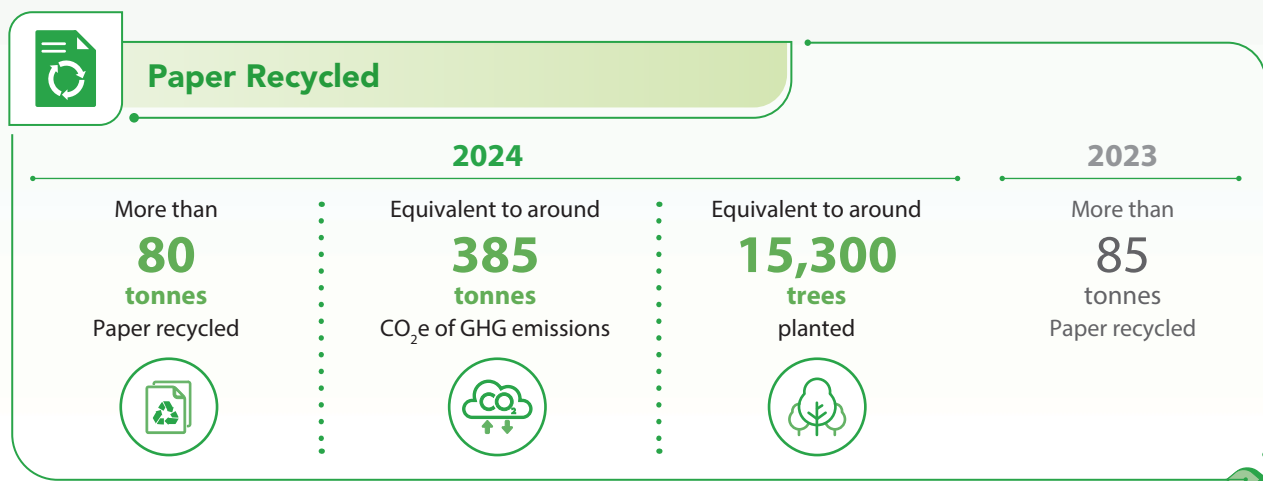 Paper Recycled
2024
More than
80
tonnes
Paper recycled
Equivalent to around
385
tonnes
CO₂e of GHG emissions
CO₂
Equivalent to around
15,300
trees
planted
2023
More than
85
tonnes
Paper recycled